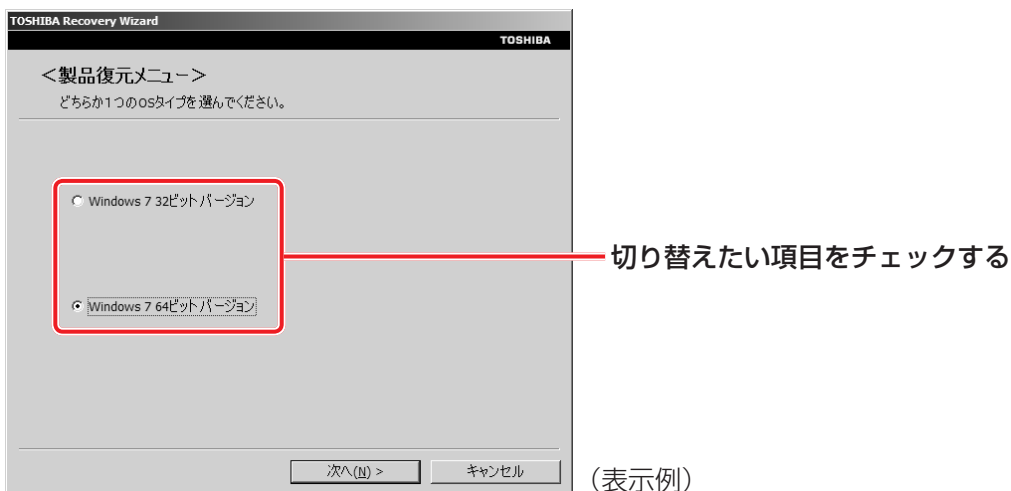 TOSHIBA Recovery Wizard
TOSHIBA
＜製品復元メニュー＞
どちらか1つのOSタイプを選んでください。
Windows 7 32ビットバージョン
切り替えたい項目をチェックする
Windows 7 64ビットバージョン
次へ(N) > キャンセル
（表示例）